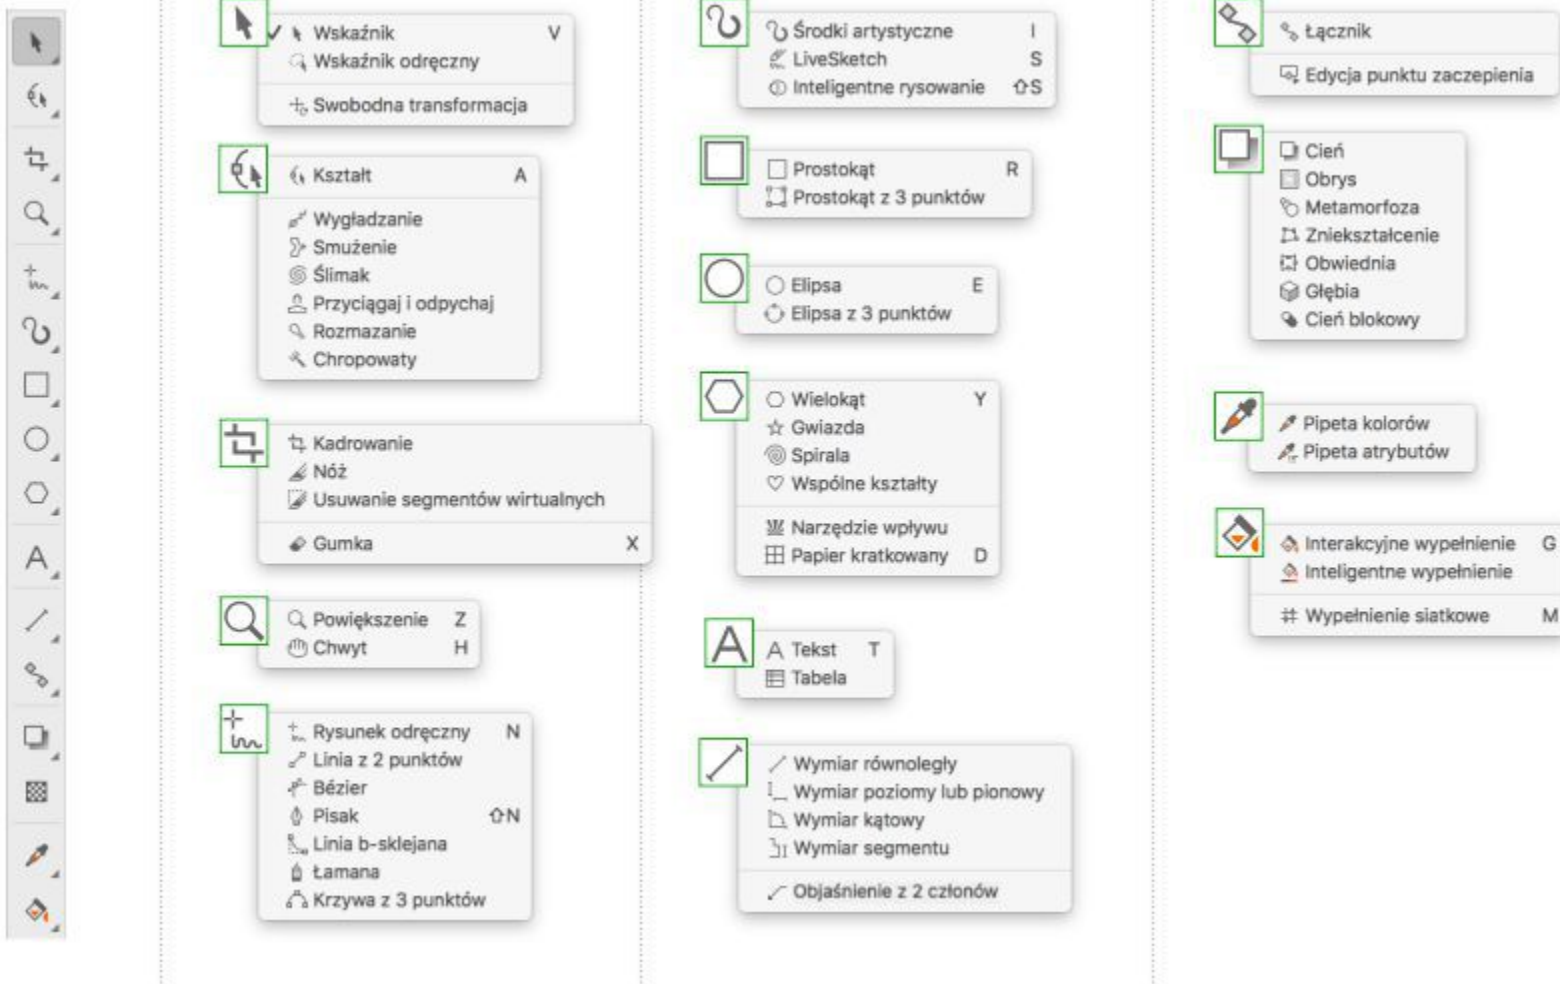 Wskaźnik V
Wskaźnik odręczny
Swobodna transformacja
Kształt A
Wygładzanie
Smużenie
Ślimak
Przyciągaj i odpychaj
Rozmazanie
Chropowaty
Kadrowanie
Nóż
Usuwanie segmentów wirtualnych
Gumka X
Powiększenie Z
Chwyt H
Rysunek odręczny N
Linia z 2 punktów
Bézier
Pisak ⇧N
Linia b-sklejana
Łamana
Krzywa z 3 punktów
Środki artystyczne I
LiveSketch S
Inteligentne rysowanie ⇧S
Prostokąt R
Prostokąt z 3 punktów
Elipsa E
Elipsa z 3 punktów
Wielokąt Y
Gwiazda
Spirala
Wspólne kształty
Narzędzie wpływu
Papier kratkowany D
Tekst T
Tabela
Wymiar równoległy
Wymiar poziomy lub pionowy
Wymiar kątowy
Wymiar segmentu
Objaśnienie z 2 członów
Łącznik
Edycja punktu zaczepienia
Cień
Obrys
Metamorfoza
Zniekształcenie
Obwiednia
Głębia
Cień blokowy
Pipeta kolorów
Pipeta atrybutów
Interakcyjne wypełnienie G
Inteligentne wypełnienie
Wypełnienie siatkowe M